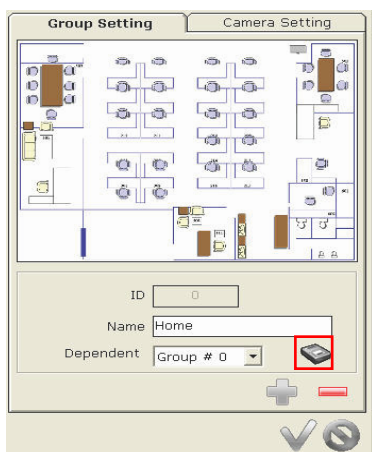 Group Setting
Camera Setting
ID 0
Name Home
Dependent Group # 0